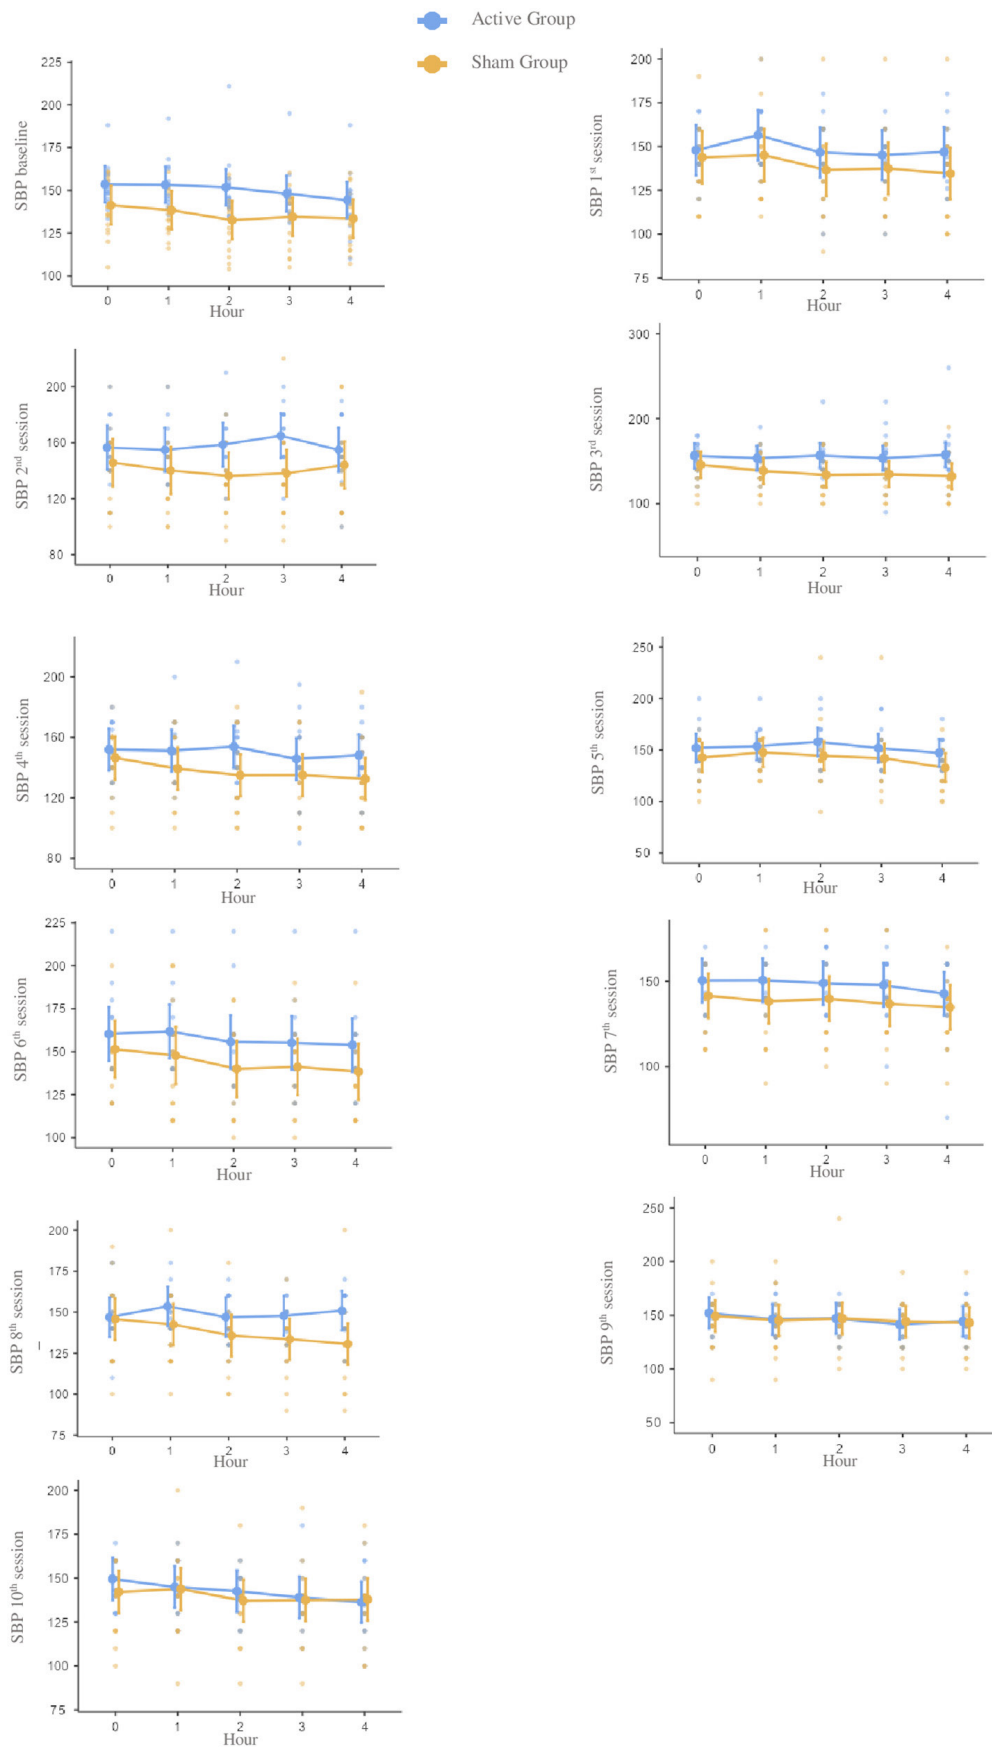 Active Group
Sham Group
SBP baseline
225
200
175
150
125
100
0 1 2 3 4
Hour
SBP 1st session
200
175
150
125
100
75
0 1 2 3 4
Hour
SBP 2nd session
200
160
120
80
0 1 2 3 4
Hour
SBP 3rd session
300
200
100
0 1 2 3 4
Hour
SBP 4th session
200
160
120
80
0 1 2 3 4
Hour
SBP 5th session
250
200
150
100
50
0 1 2 3 4
Hour
SBP 6th session
225
200
175
150
125
100
0 1 2 3 4
Hour
SBP 7th session
150
100
0 1 2 3 4
Hour
SBP 8th session
200
175
150
125
100
75
0 1 2 3 4
Hour
SBP 9th session
250
200
150
100
50
0 1 2 3 4
Hour
SBP 10th session
200
175
150
125
100
75
0 1 2 3 4
Hour